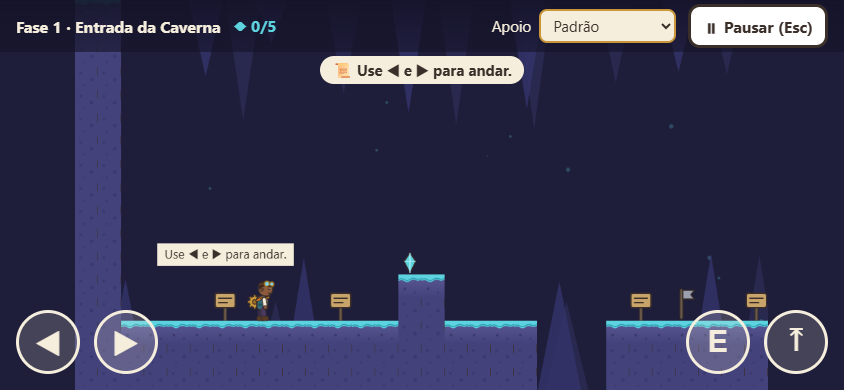 Fase 1 · Entrada da Caverna
0/5
Apoio
Padrão
Pausar (Esc)
Use ◀ e ▶ para andar.
Use ◀ e ▶ para andar.
E